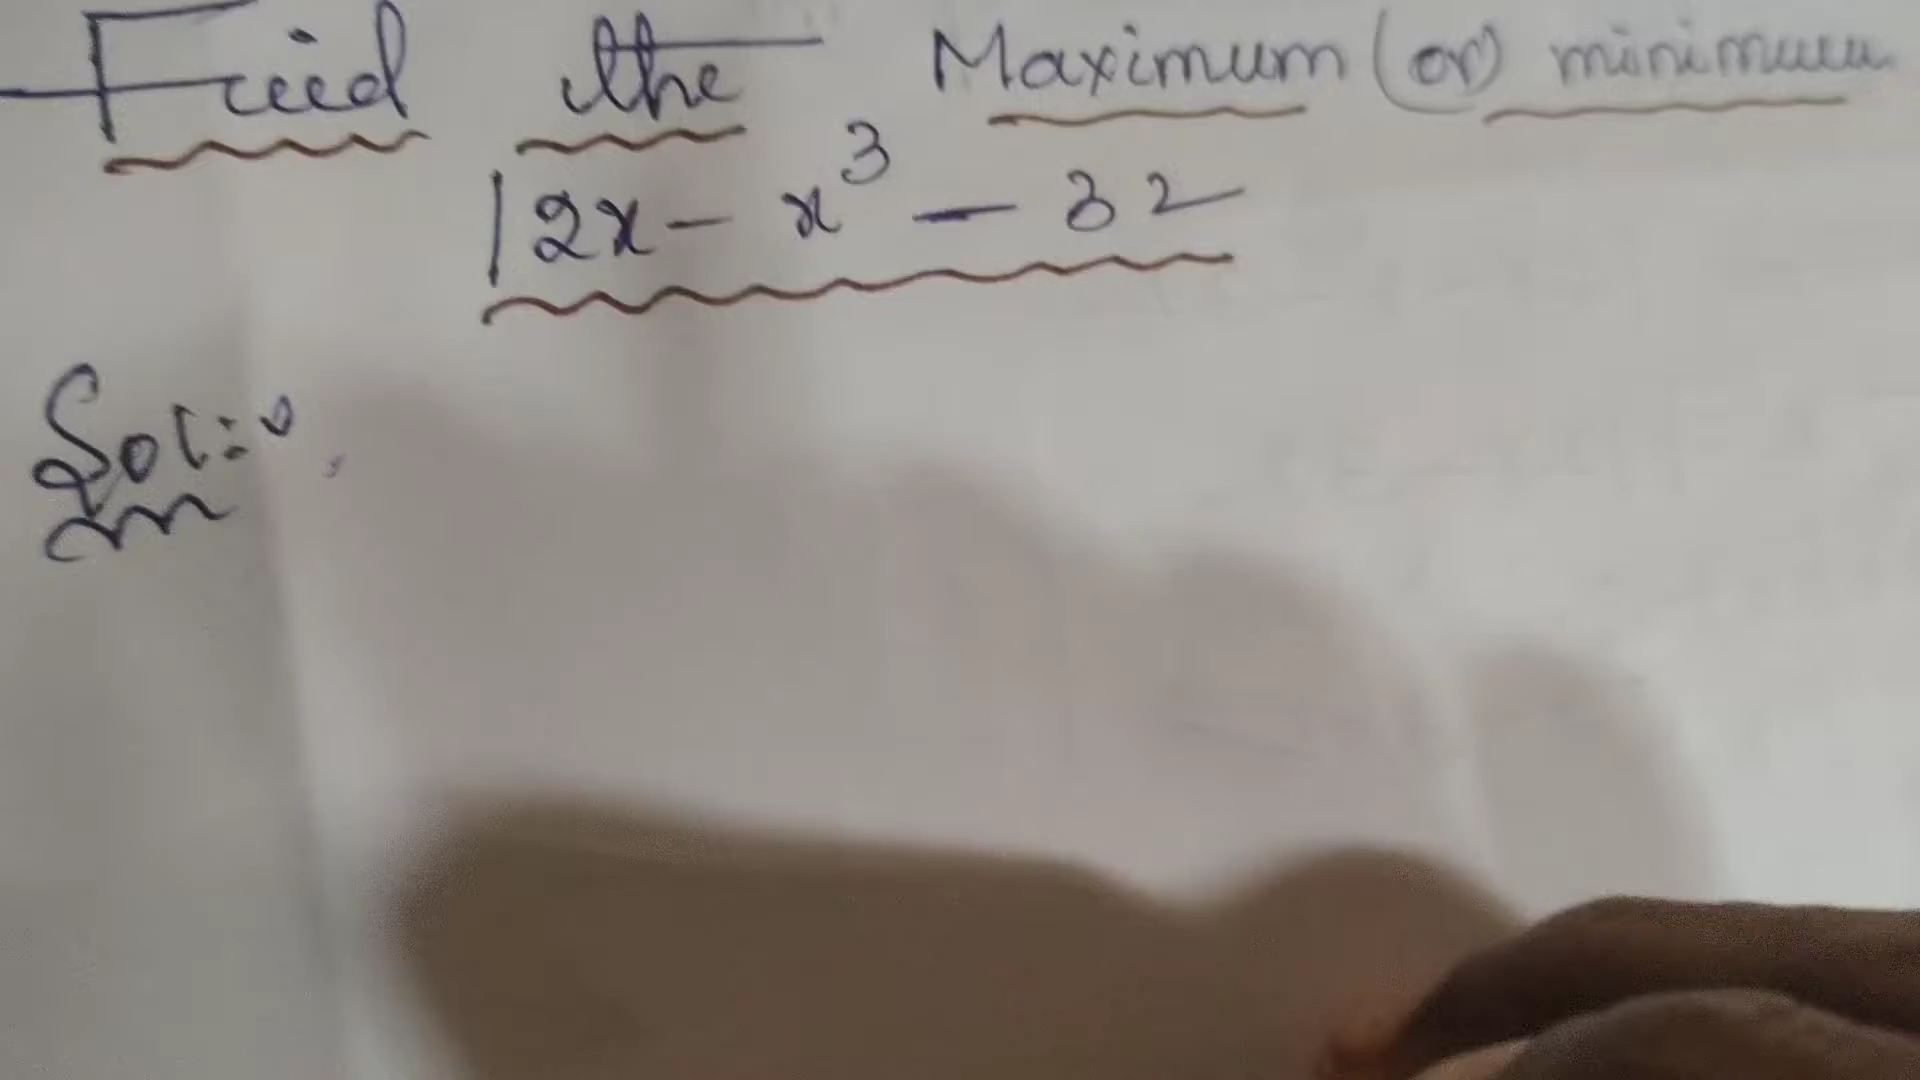 Find the Maximum (or) minimum
12x - x³ - 32
Sol:-